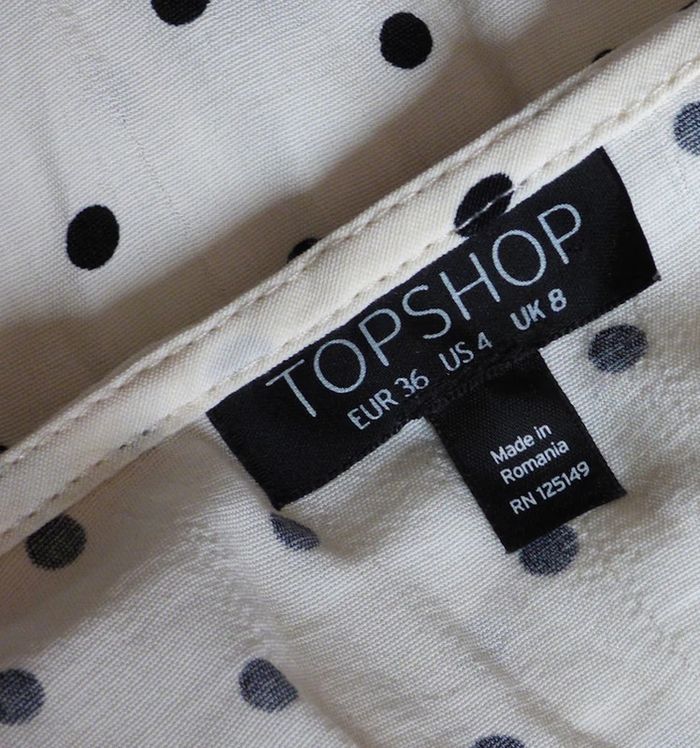 TOPSHOP
EUR 36 US 4 UK 8
Made in
Romania
RN 125149